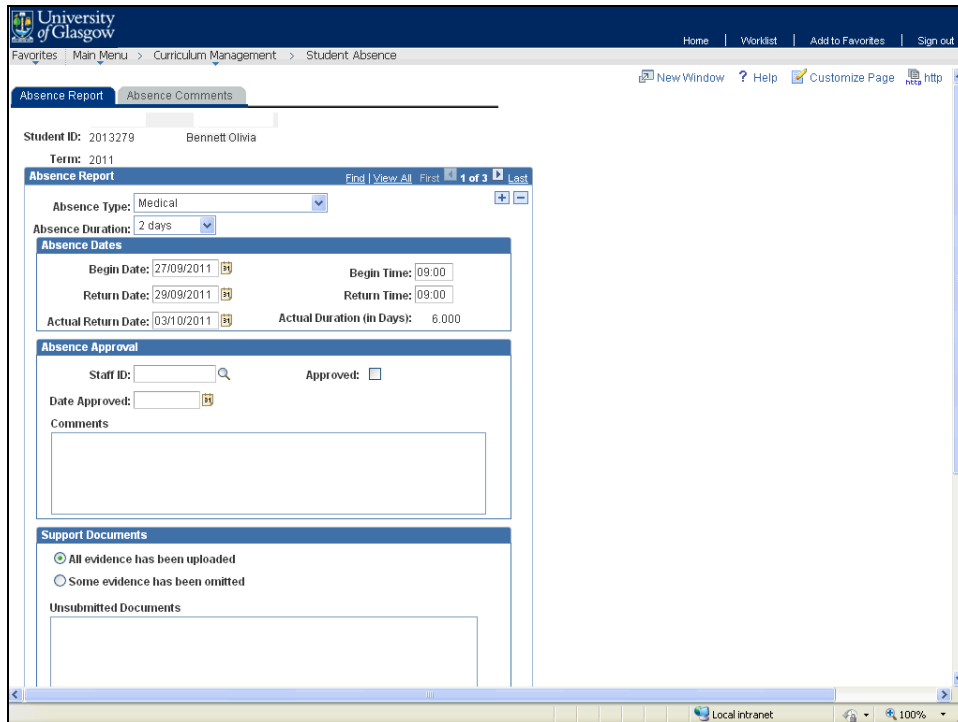 University
of Glasgow
Home | Worklist | Add to Favorites | Sign out
Favorites Main Menu > Curriculum Management > Student Absence
New Window ? Help Customize Page http
Absence Report Absence Comments
Student ID: 2013279 Bennett Olivia
Term: 2011
Absence Report Find | View All First 1 of 3 Last
Absence Type: Medical
Absence Duration: 2 days
Absence Dates
Begin Date: 27/09/2011 Begin Time: 09:00
Return Date: 29/09/2011 Return Time: 09:00
Actual Return Date: 03/10/2011 Actual Duration (in Days): 6.000
Absence Approval
Staff ID: Approved:
Date Approved:
Comments
Support Documents
All evidence has been uploaded
Some evidence has been omitted
Unsubmitted Documents
Local intranet 100%